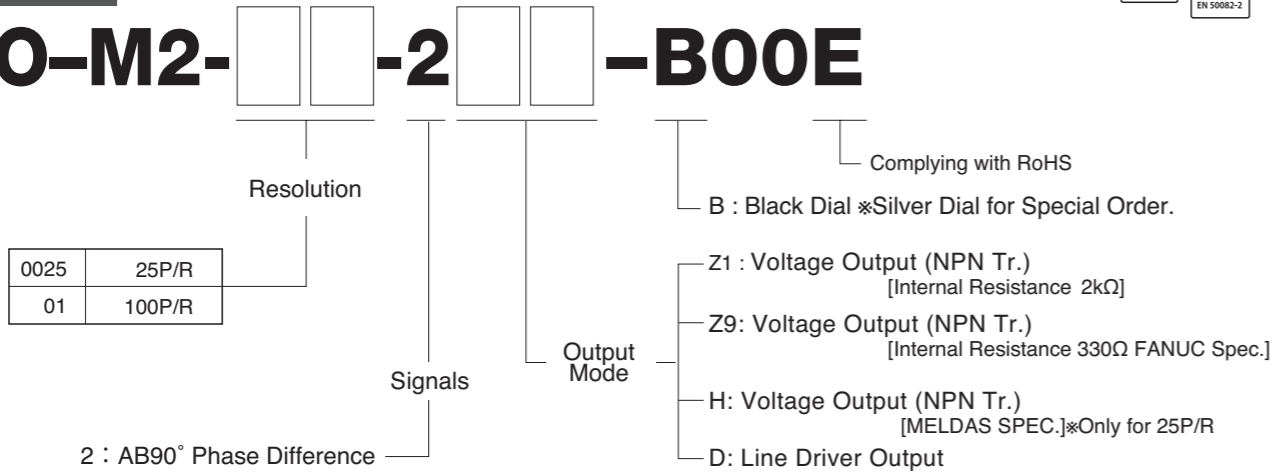 EN 50082-2
O–M2- -2 –B00E
Complying with RoHS
Resolution
B : Black Dial ※Silver Dial for Special Order.
0025 25P/R
01 100P/R
Z1 : Voltage Output (NPN Tr.)
[Internal Resistance 2kΩ]
Z9: Voltage Output (NPN Tr.)
[Internal Resistance 330Ω FANUC Spec.]
Output
Mode
Signals
H: Voltage Output (NPN Tr.)
[MELDAS SPEC.]※Only for 25P/R
2 : AB90° Phase Difference
D: Line Driver Output